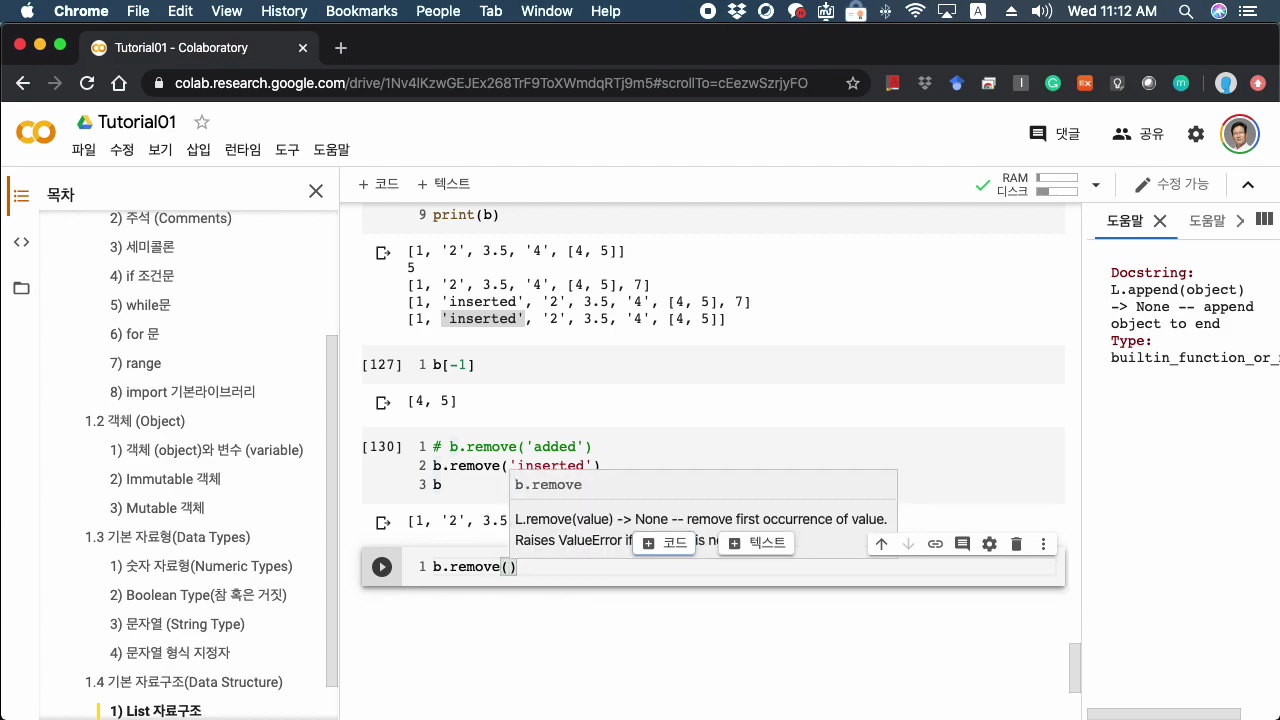 Chrome File Edit View History Bookmarks People Tab Window Help Wed 11:12 AM
Tutorial01 - Colaboratory
colab.research.google.com/drive/1Nv4lKzwGEJEx268TrF9ToXWmdqRTj9m5#scrollTo=cEezwSzrjyFO
Tutorial01
댓글 공유
파일 수정 보기 삽입 런타임 도구 도움말
목차
+ 코드 + 텍스트
RAM
디스크
수정 가능
2) 주석 (Comments)
3) 세미콜론
4) if 조건문
5) while문
6) for 문
7) range
8) import 기본라이브러리
1.2 객체 (Object)
1) 객체 (object)와 변수 (variable)
2) Immutable 객체
3) Mutable 객체
1.3 기본 자료형(Data Types)
1) 숫자 자료형(Numeric Types)
2) Boolean Type(참 혹은 거짓)
3) 문자열 (String Type)
4) 문자열 형식 지정자
1.4 기본 자료구조(Data Structure)
1) List 자료구조
9 print(b)
[1, '2', 3.5, '4', [4, 5]]
5
[1, '2', 3.5, '4', [4, 5], 7]
[1, 'inserted', '2', 3.5, '4', [4, 5], 7]
[1, 'inserted', '2', 3.5, '4', [4, 5]]
[127] 1 b[-1]
[4, 5]
[130] 1 # b.remove('added')
2 b.remove('inserted')
3 b
b.remove
L.remove(value) -> None -- remove first occurrence of value.
Raises ValueError if
[1, '2', 3.5
코드 텍스트
1 b.remove()
도움말 도움말
Docstring:
L.append(object)
-> None -- append
object to end
Type:
builtin_function_or_